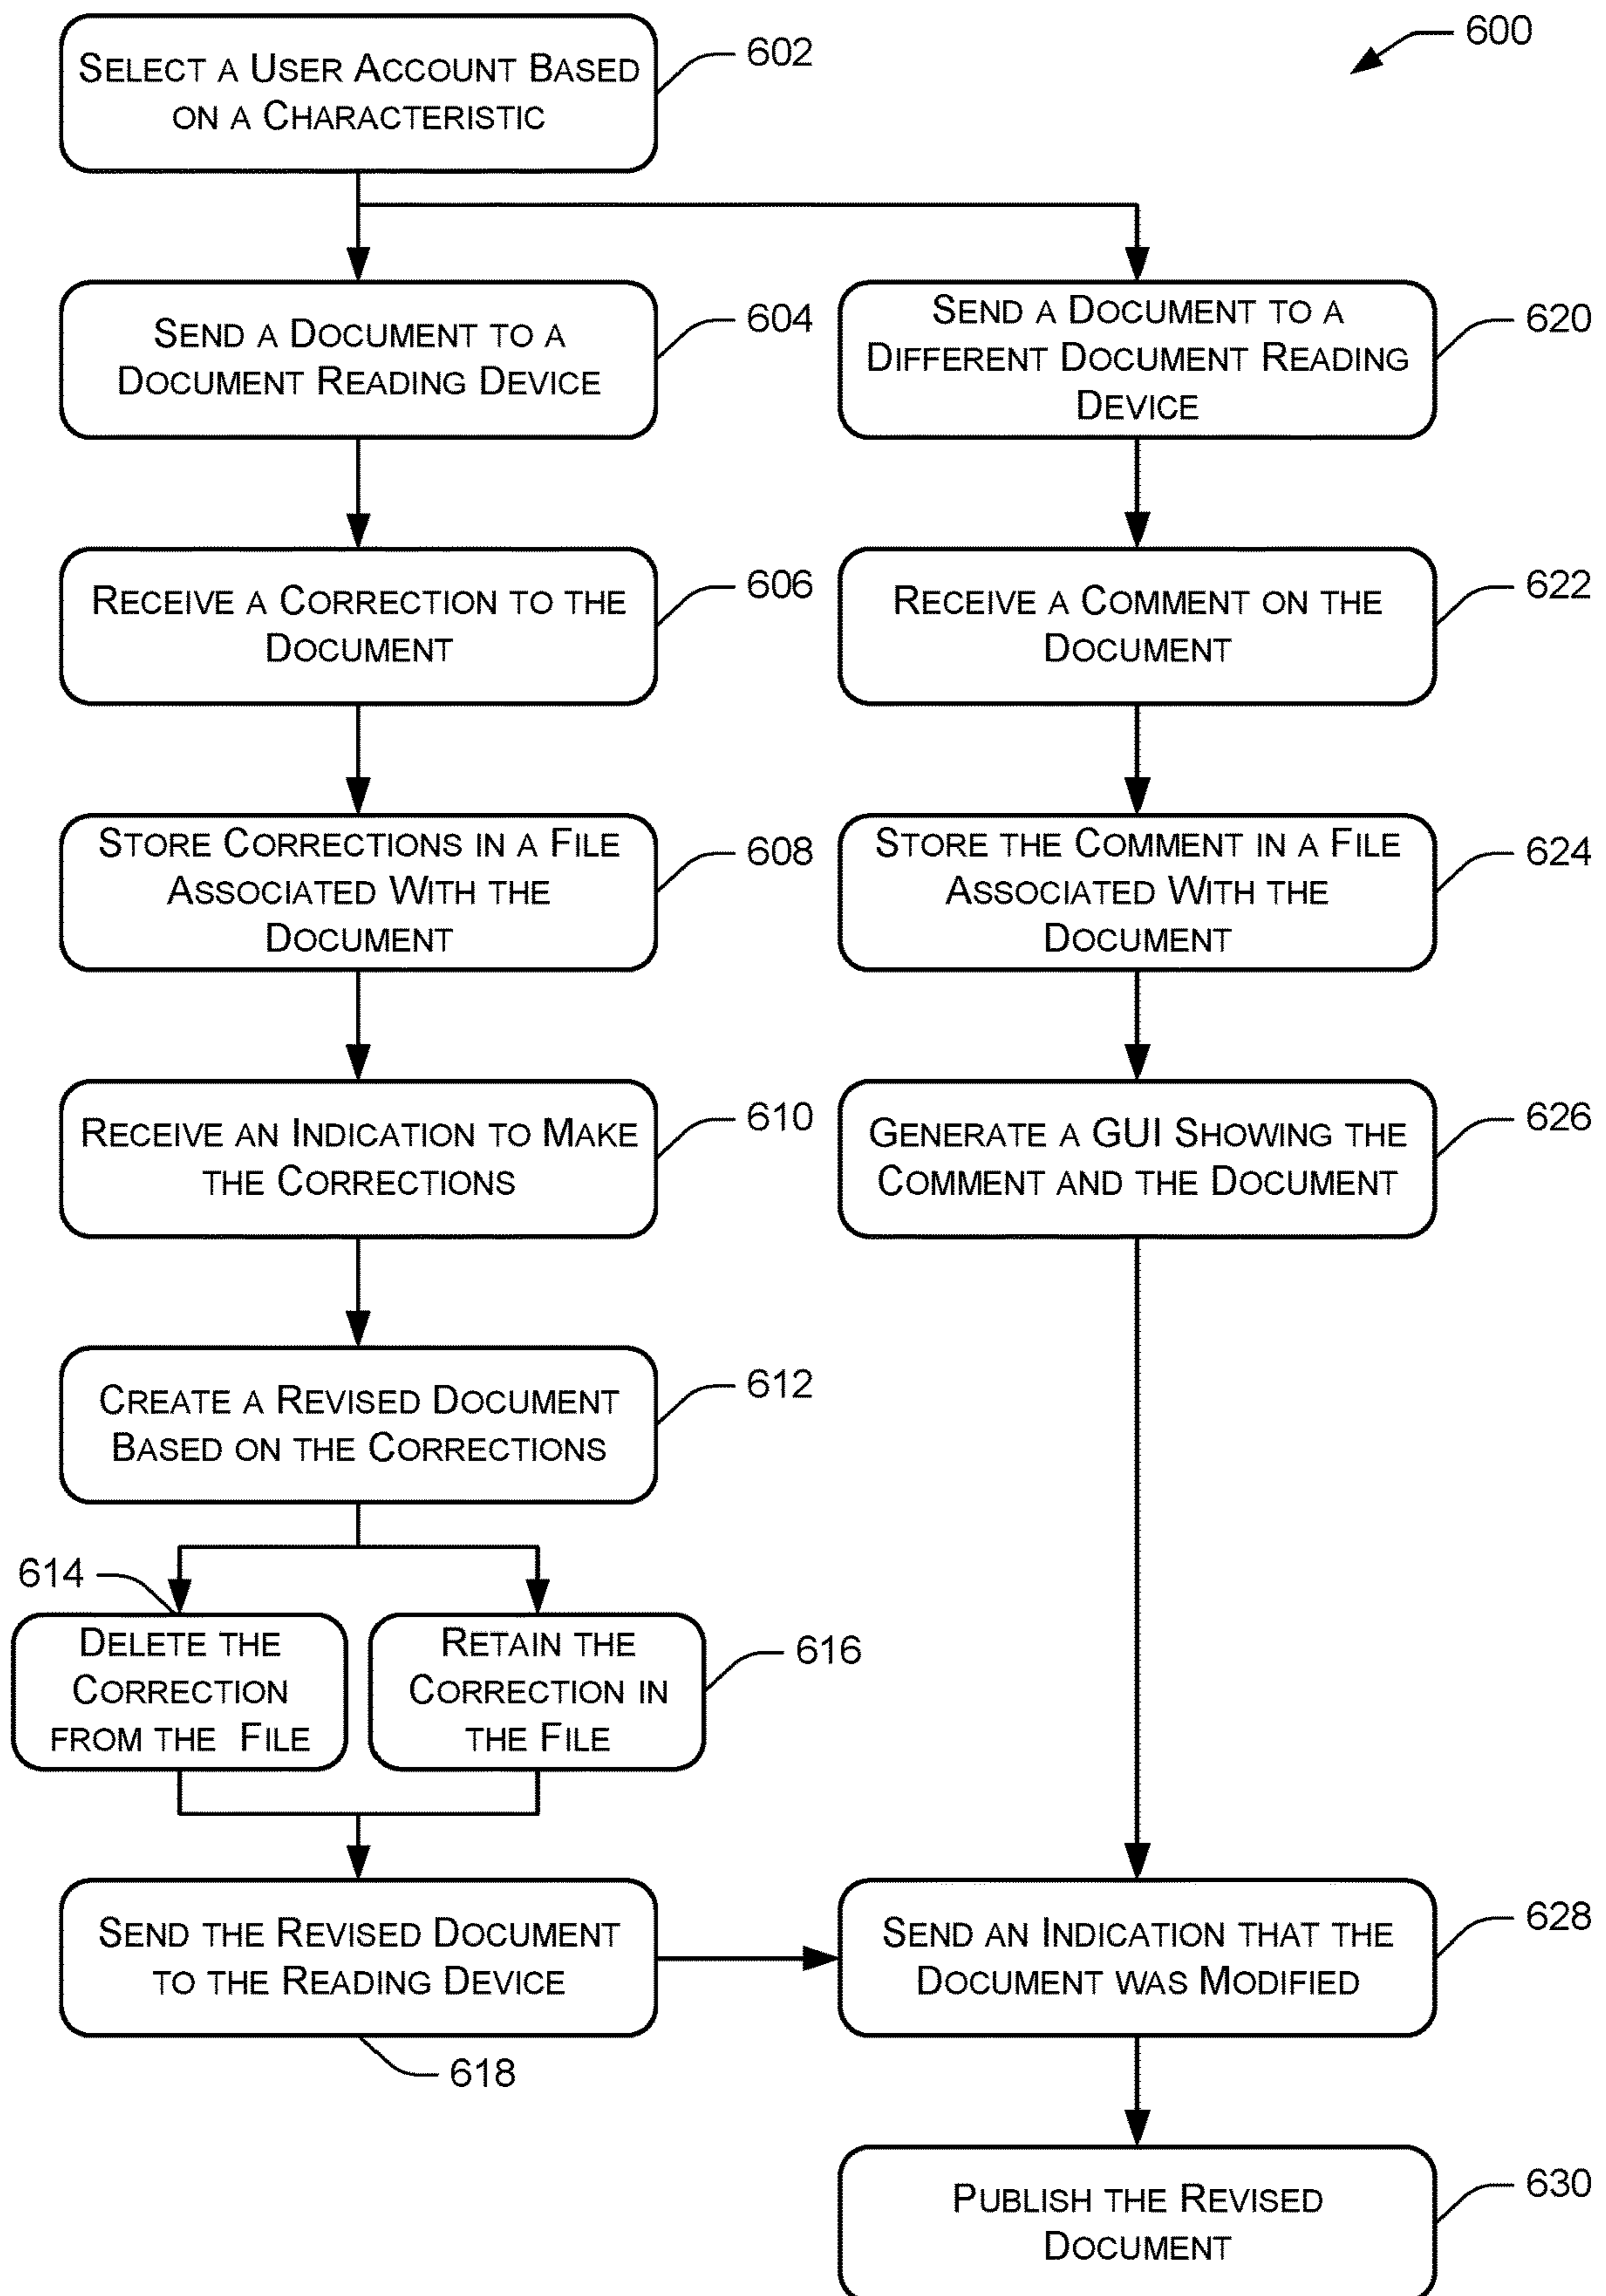 600
SELECT A USER ACCOUNT BASED
ON A CHARACTERISTIC
602
SEND A DOCUMENT TO A
DOCUMENT READING DEVICE
604
SEND A DOCUMENT TO A
DIFFERENT DOCUMENT READING
DEVICE
620
RECEIVE A CORRECTION TO THE
DOCUMENT
606
RECEIVE A COMMENT ON THE
DOCUMENT
622
STORE CORRECTIONS IN A FILE
ASSOCIATED WITH THE
DOCUMENT
608
STORE THE COMMENT IN A FILE
ASSOCIATED WITH THE
DOCUMENT
624
RECEIVE AN INDICATION TO MAKE
THE CORRECTIONS
610
GENERATE A GUI SHOWING THE
COMMENT AND THE DOCUMENT
626
CREATE A REVISED DOCUMENT
BASED ON THE CORRECTIONS
612
614
DELETE THE
CORRECTION
FROM THE FILE
RETAIN THE
CORRECTION IN
THE FILE
616
SEND THE REVISED DOCUMENT
TO THE READING DEVICE
618
SEND AN INDICATION THAT THE
DOCUMENT WAS MODIFIED
628
PUBLISH THE REVISED
DOCUMENT
630